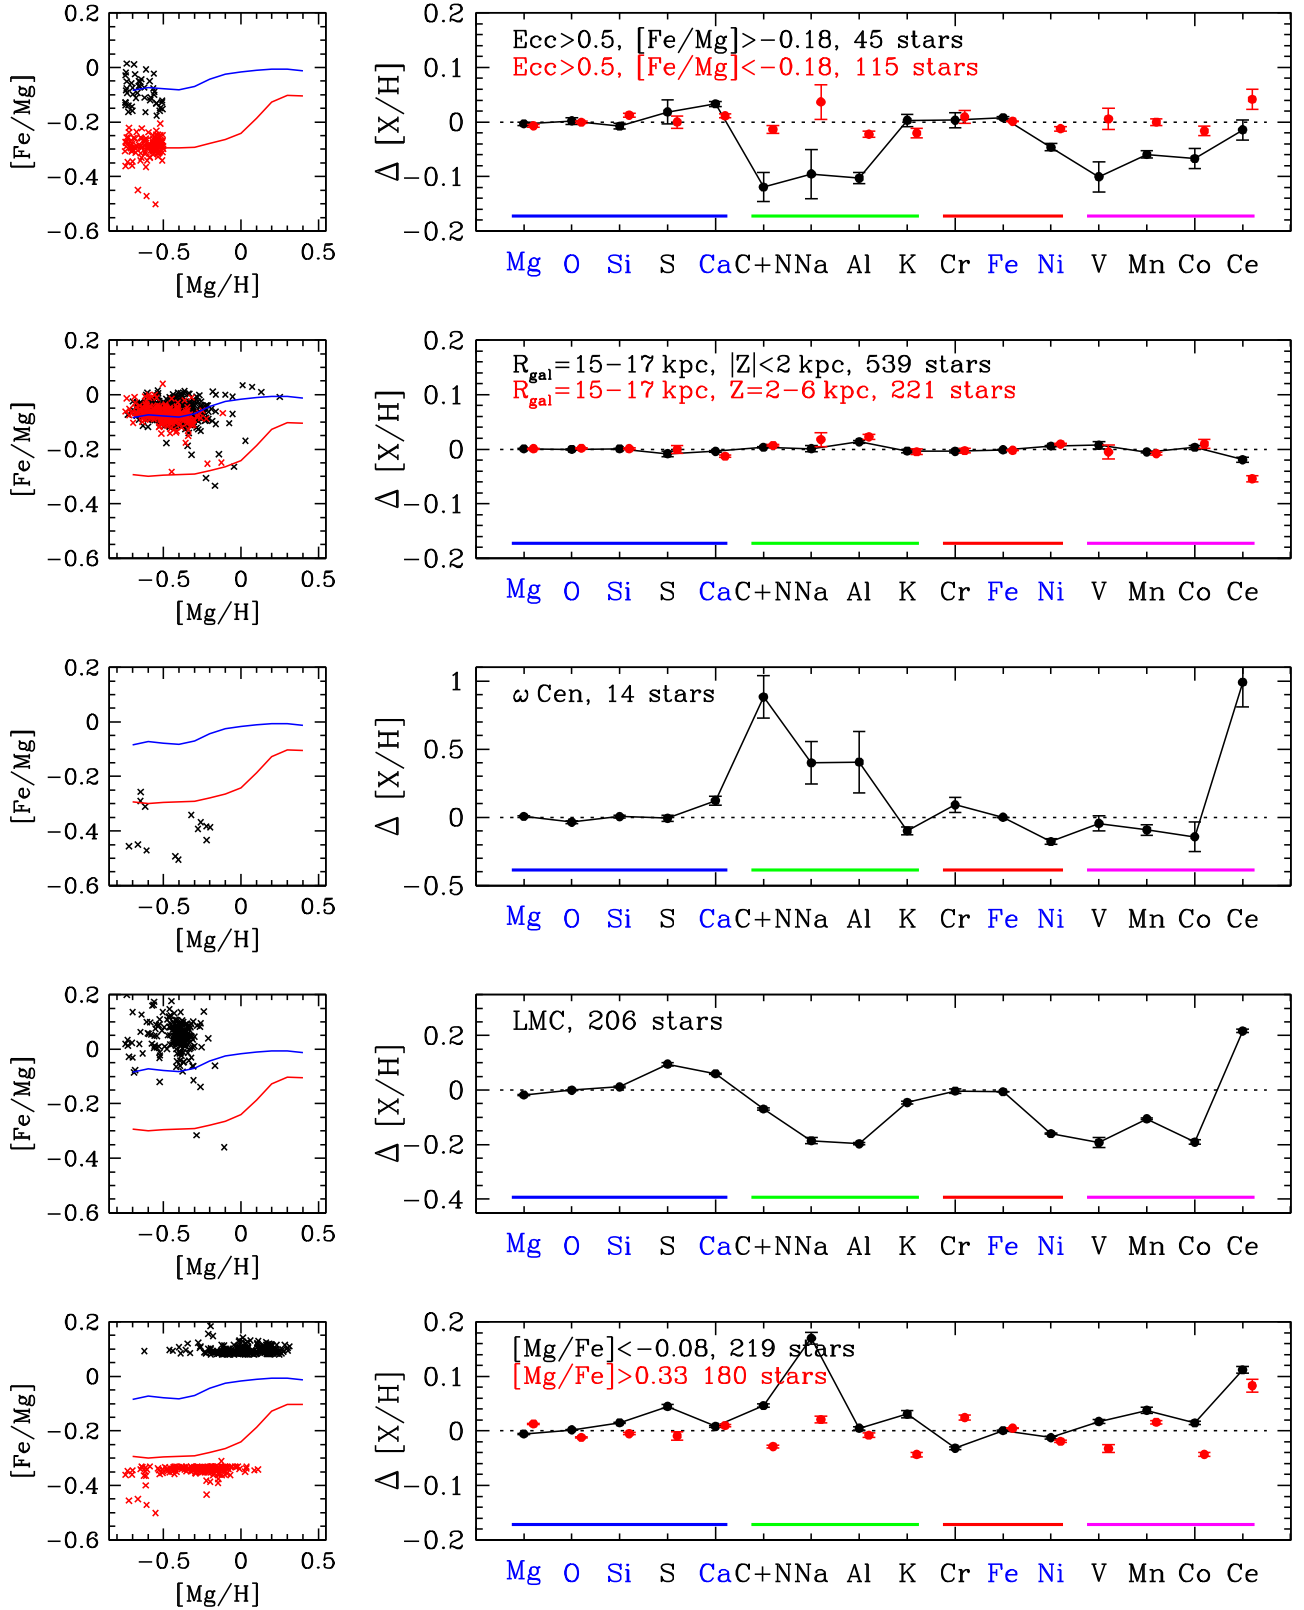 0.2
0
−0.2
−0.4
−0.6
[Fe/Mg]
−0.5 0 0.5
[Mg/H]
0.2
0.1
0
−0.1
−0.2
Δ [X/H]
Ecc>0.5, [Fe/Mg]>−0.18, 45 stars
Ecc>0.5, [Fe/Mg]<−0.18, 115 stars
Mg O Si S Ca C+N Na Al K Cr Fe Ni V Mn Co Ce
0.2
0
−0.2
−0.4
−0.6
[Fe/Mg]
−0.5 0 0.5
[Mg/H]
0.2
0.1
0
−0.1
−0.2
Δ [X/H]
Rgal=15−17 kpc, |Z|<2 kpc, 539 stars
Rgal=15−17 kpc, Z=2−6 kpc, 221 stars
Mg O Si S Ca C+N Na Al K Cr Fe Ni V Mn Co Ce
0.2
0
−0.2
−0.4
−0.6
[Fe/Mg]
−0.5 0 0.5
[Mg/H]
1
0.5
0
−0.5
Δ [X/H]
ω Cen, 14 stars
Mg O Si S Ca C+N Na Al K Cr Fe Ni V Mn Co Ce
0.2
0
−0.2
−0.4
−0.6
[Fe/Mg]
−0.5 0 0.5
[Mg/H]
0.2
0
−0.2
−0.4
Δ [X/H]
LMC, 206 stars
Mg O Si S Ca C+N Na Al K Cr Fe Ni V Mn Co Ce
0.2
0
−0.2
−0.4
−0.6
[Fe/Mg]
−0.5 0 0.5
[Mg/H]
0.2
0.1
0
−0.1
−0.2
Δ [X/H]
[Mg/Fe]<−0.08, 219 stars
[Mg/Fe]>0.33 180 stars
Mg O Si S Ca C+N Na Al K Cr Fe Ni V Mn Co Ce